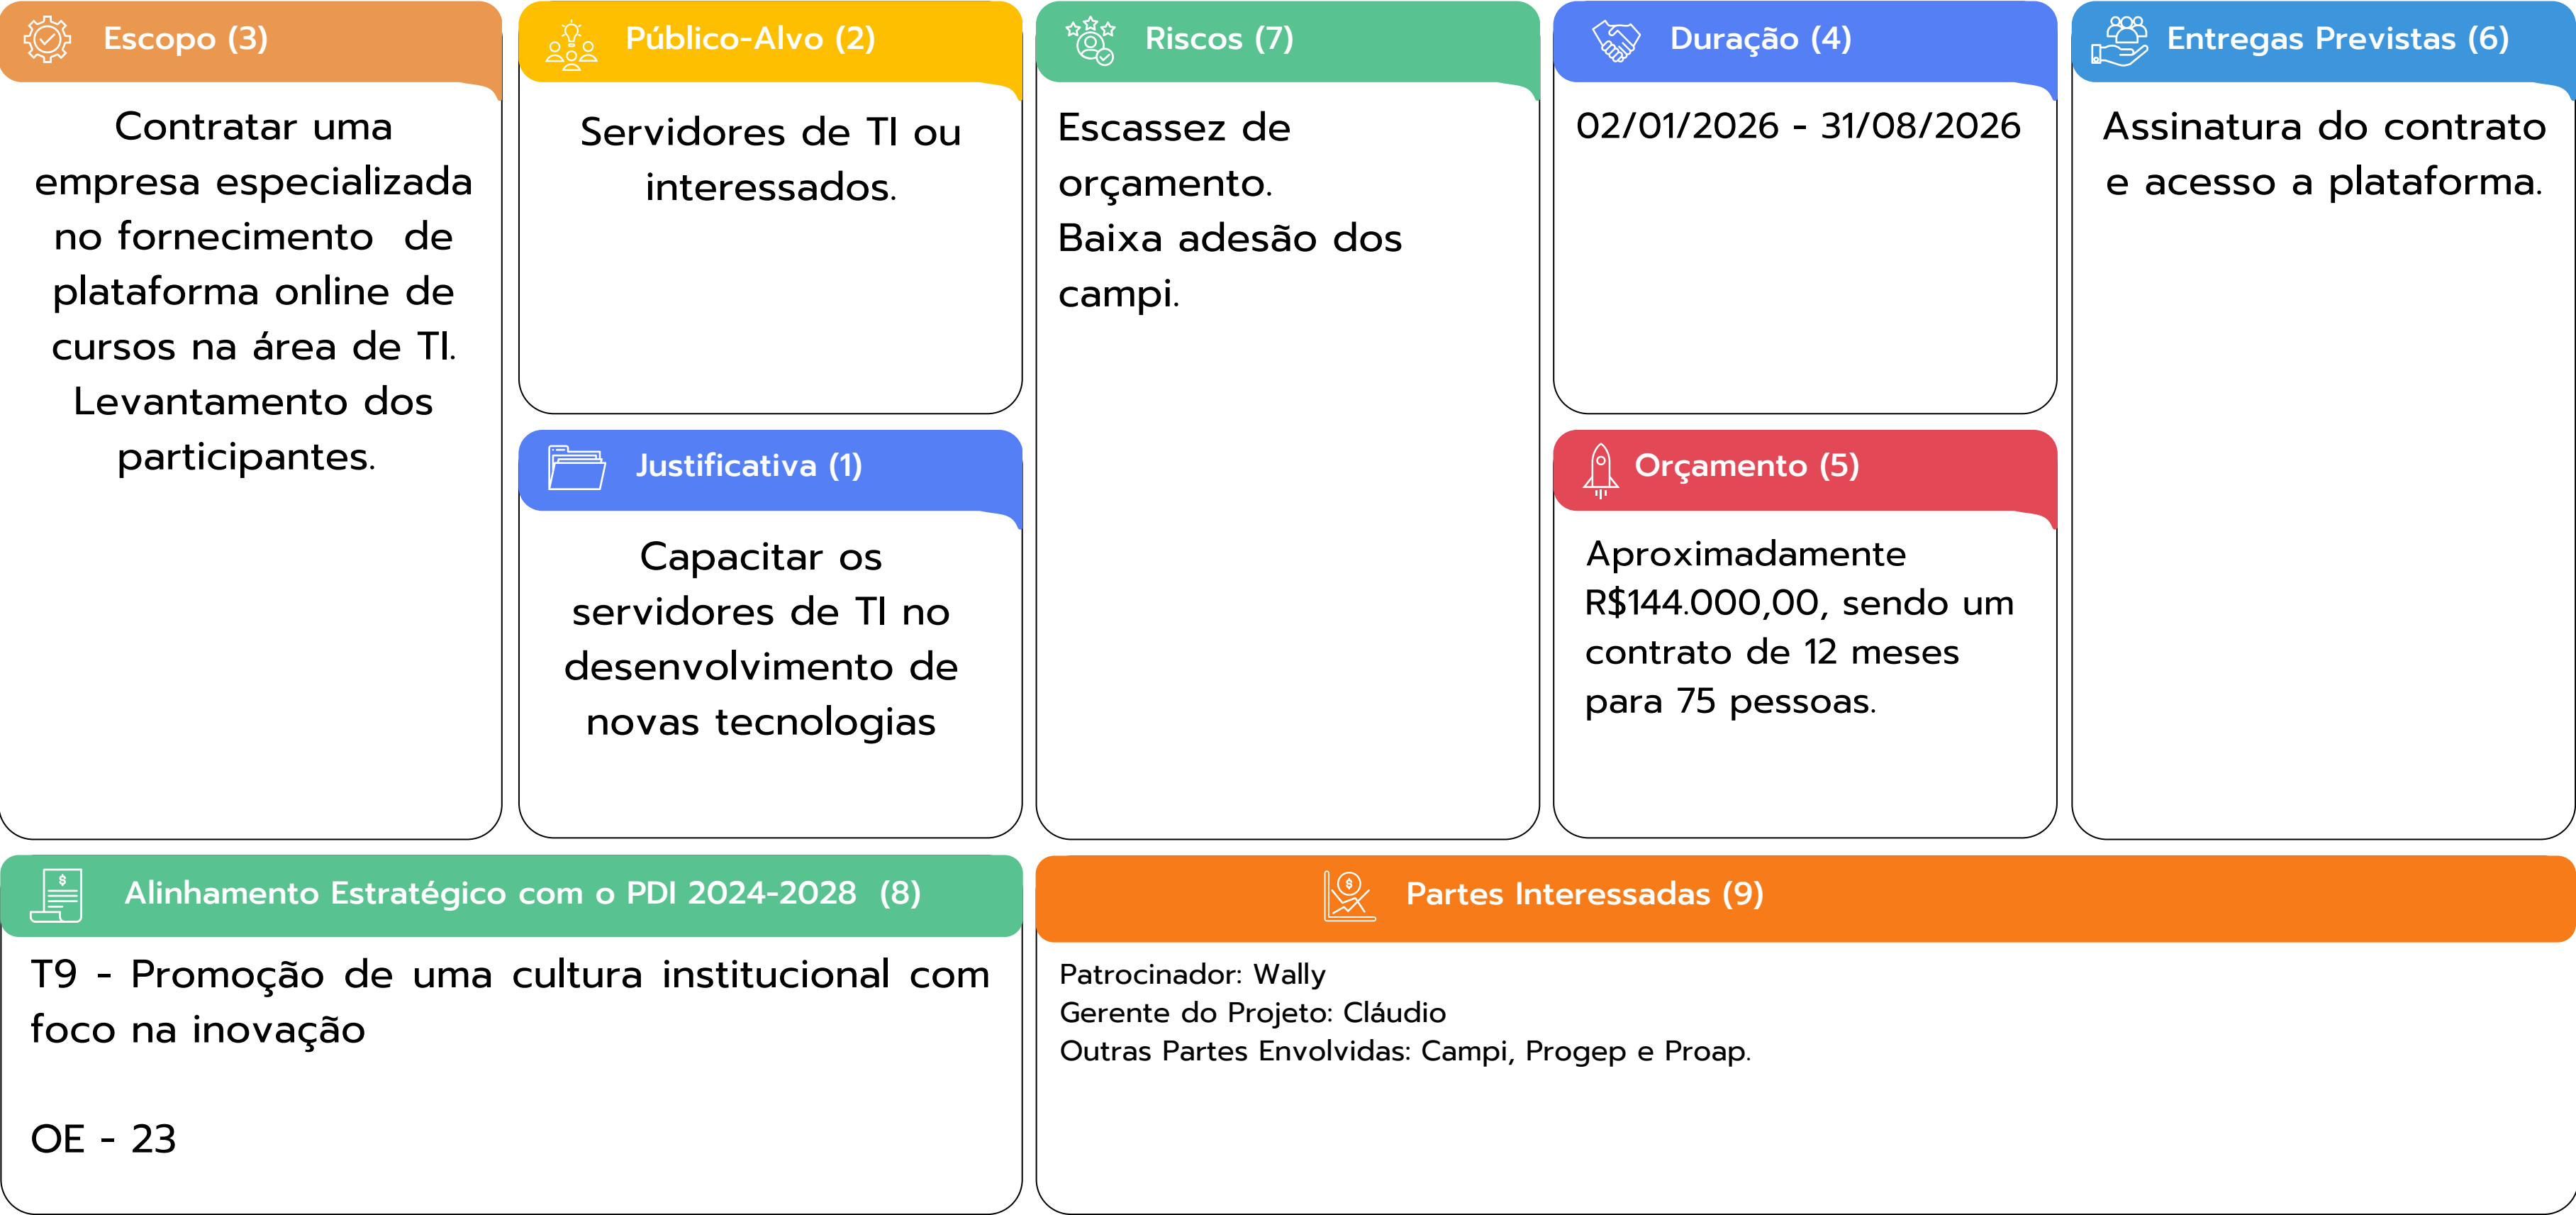 Escopo (3)
Contratar uma
empresa especializada
no fornecimento  de
plataforma online de
cursos na área de TI.
Levantamento dos
participantes.
Público-Alvo (2)
Servidores de TI ou
interessados.
Justificativa (1)
Capacitar os
servidores de TI no
desenvolvimento de
novas tecnologias
Riscos (7)
Escassez de
orçamento.
Baixa adesão dos
campi.
Duração (4)
02/01/2026 - 31/08/2026
Orçamento (5)
Aproximadamente
R$144.000,00, sendo um
contrato de 12 meses
para 75 pessoas.
Entregas Previstas (6)
Assinatura do contrato
e acesso a plataforma.
Alinhamento Estratégico com o PDI 2024-2028  (8)
T9 - Promoção de uma cultura institucional com
foco na inovação
OE - 23
Partes Interessadas (9)
Patrocinador: Wally
Gerente do Projeto: Cláudio
Outras Partes Envolvidas: Campi, Progep e Proap.